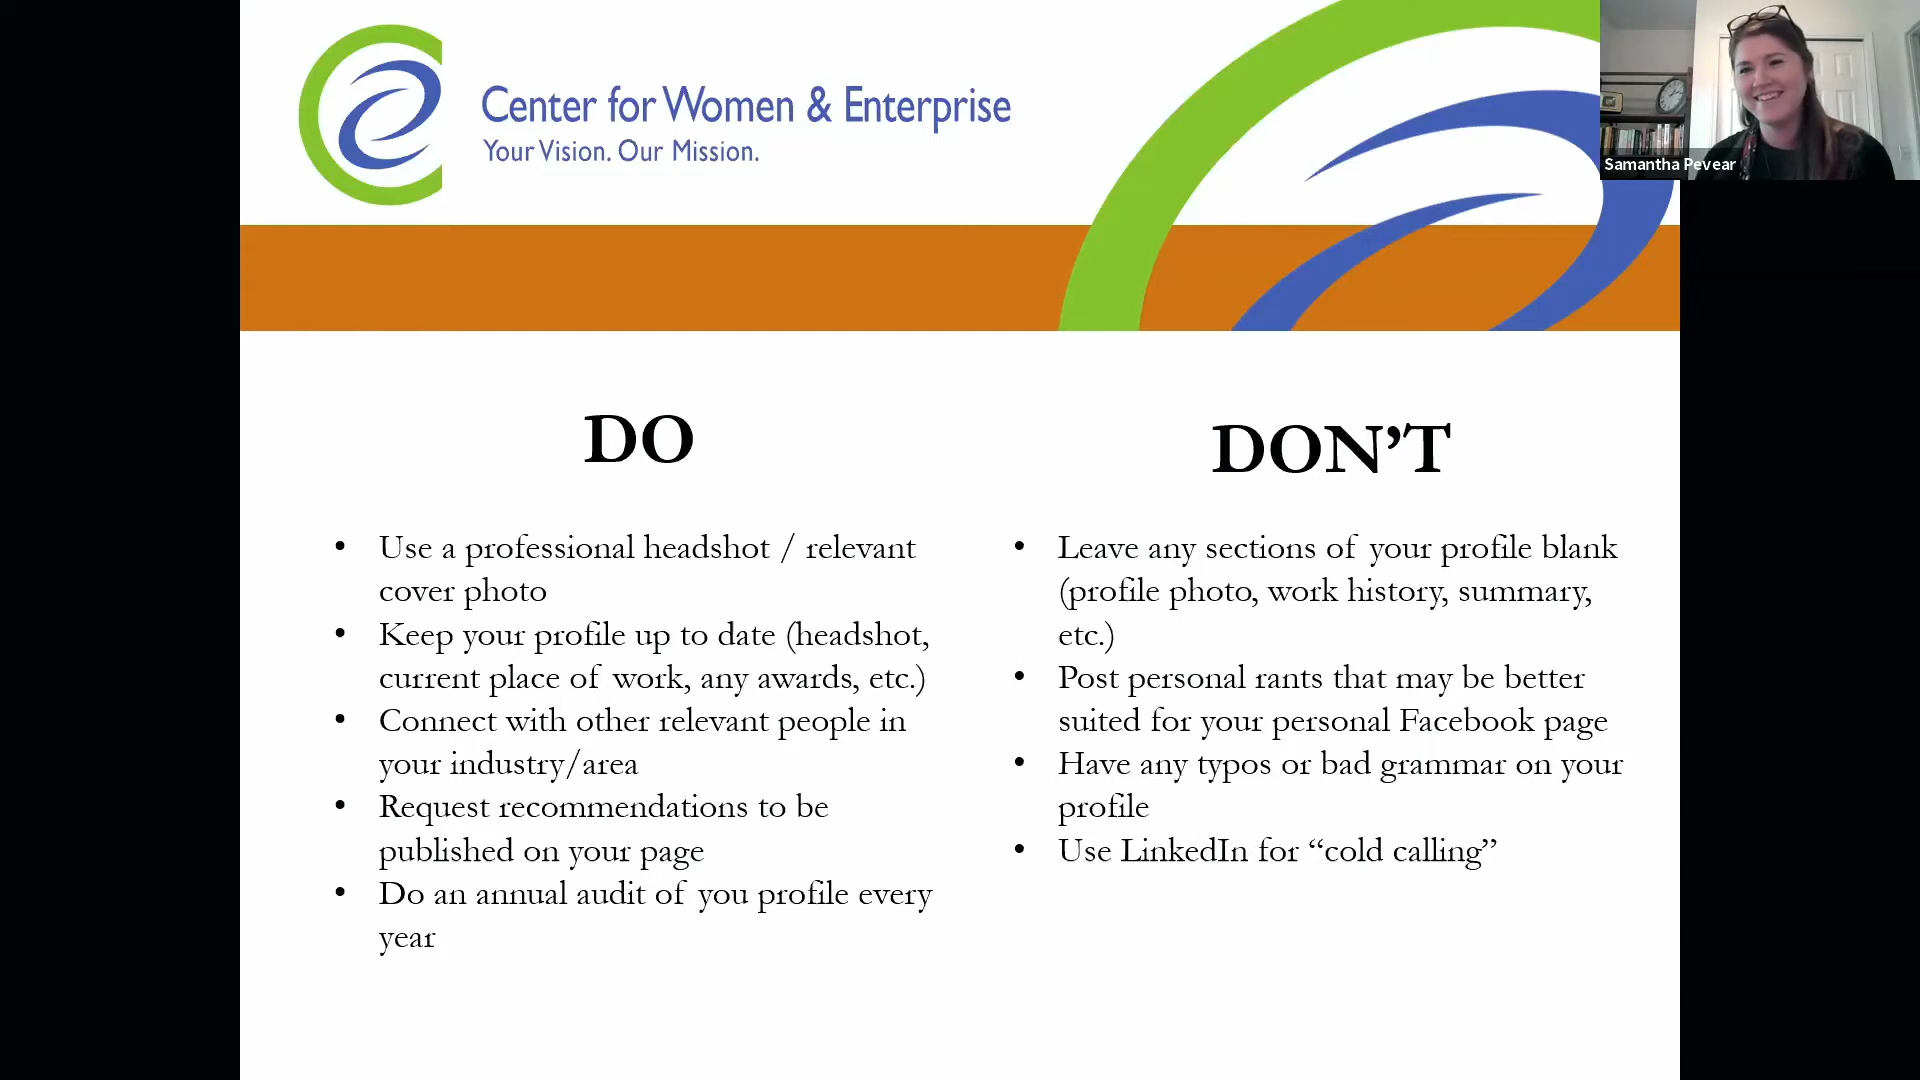 Center for Women & Enterprise
Your Vision. Our Mission.
Samantha Pevear
DO
• Use a professional headshot / relevant
cover photo
• Keep your profile up to date (headshot,
current place of work, any awards, etc.)
• Connect with other relevant people in
your industry/area
• Request recommendations to be
published on your page
• Do an annual audit of you profile every
year
DON’T
• Leave any sections of your profile blank
(profile photo, work history, summary,
etc.)
• Post personal rants that may be better
suited for your personal Facebook page
• Have any typos or bad grammar on your
profile
• Use LinkedIn for “cold calling”